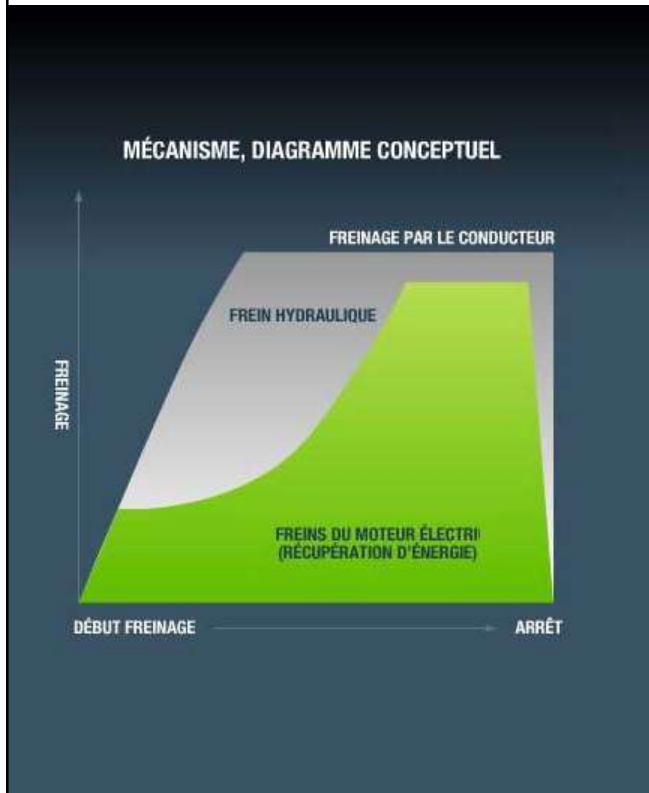 MÉCANISME, DIAGRAMME CONCEPTUEL
FREINAGE PAR LE CONDUCTEUR
FREIN HYDRAULIQUE
FREINAGE
FREINS DU MOTEUR ÉLECTRI
(RÉCUPÉRATION D'ÉNERGIE)
DÉBUT FREINAGE
ARRÊT